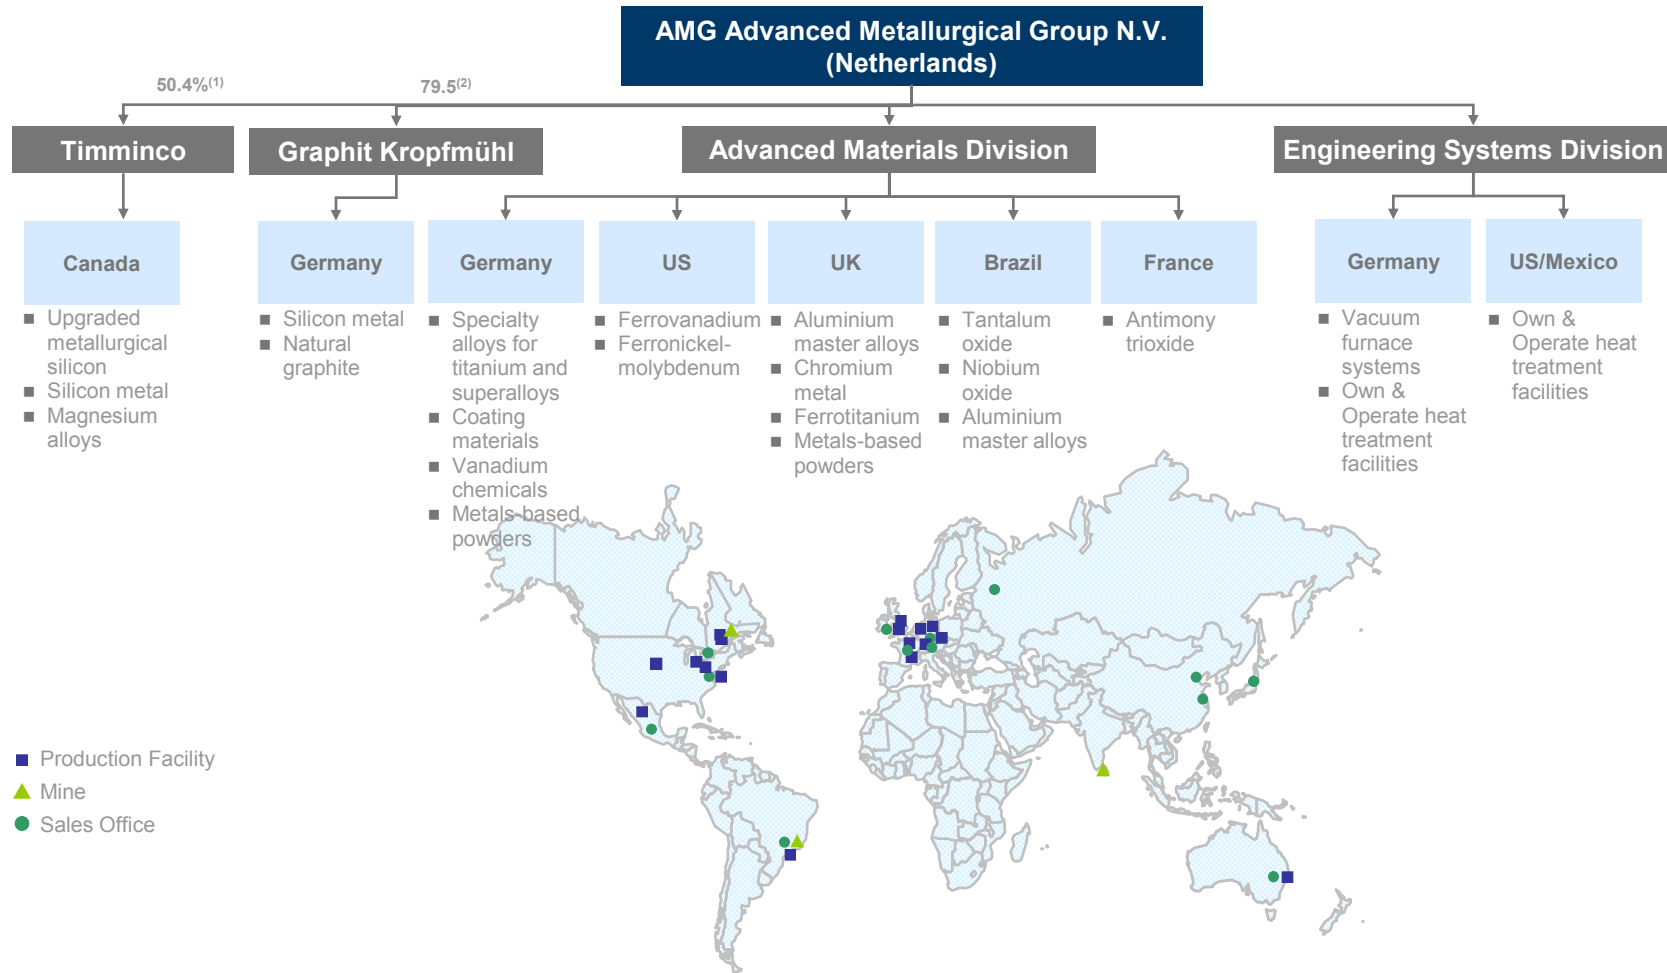 AMG Advanced Metallurgical Group N.V.
(Netherlands)
50.4%(1)
79.5(2)
Timminco
Graphit Kropfmühl
Advanced Materials Division
Engineering Systems Division
Canada
Germany
Germany
US
UK
Brazil
France
Germany
US/Mexico
■ Upgraded
metallurgical
silicon
■ Silicon metal
■ Magnesium
alloys
■ Silicon metal
■ Natural
graphite
■ Specialty
alloys for
titanium and
superalloys
■ Coating
materials
■ Vanadium
chemicals
■ Metals-based
powders
■ Ferrovanadium
■ Ferronickel-
molybdenum
■ Aluminium
master alloys
■ Chromium
metal
■ Ferrotitanium
■ Metals-based
powders
■ Tantalum
oxide
■ Niobium
oxide
■ Aluminium
master alloys
■ Antimony
trioxide
■ Vacuum
furnace
systems
■ Own &
Operate heat
treatment
facilities
■ Own &
Operate heat
treatment
facilities
Production Facility
Mine
Sales Office